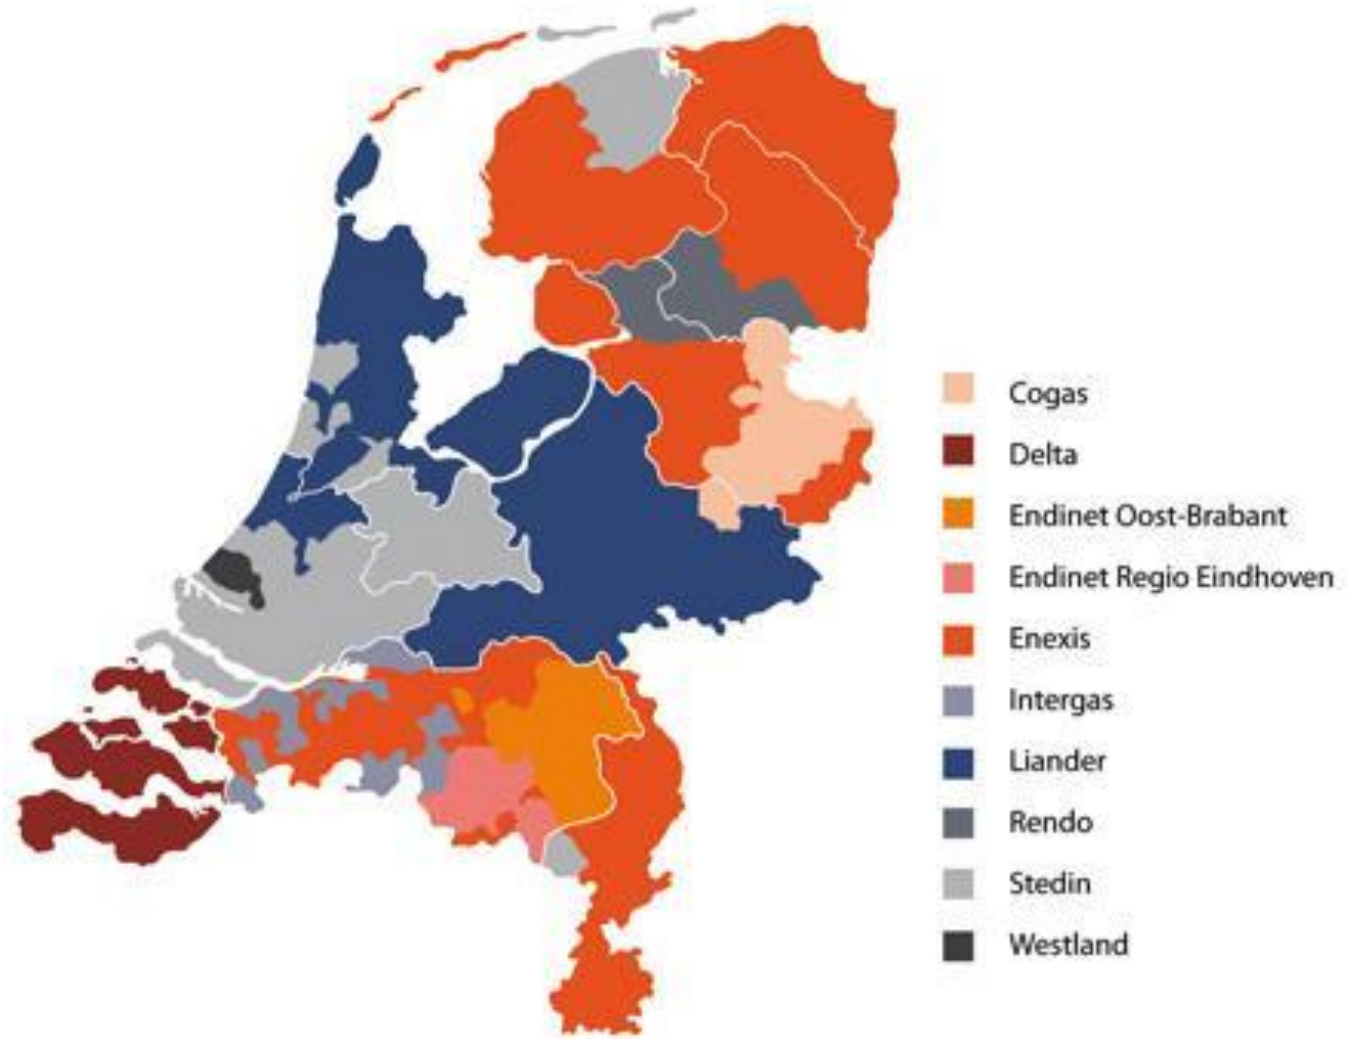 Cogas
Delta
Endinet Oost-Brabant
Endinet Regio Eindhoven
Enexis
Intergas
Liander
Rendo
Stedin
Westland